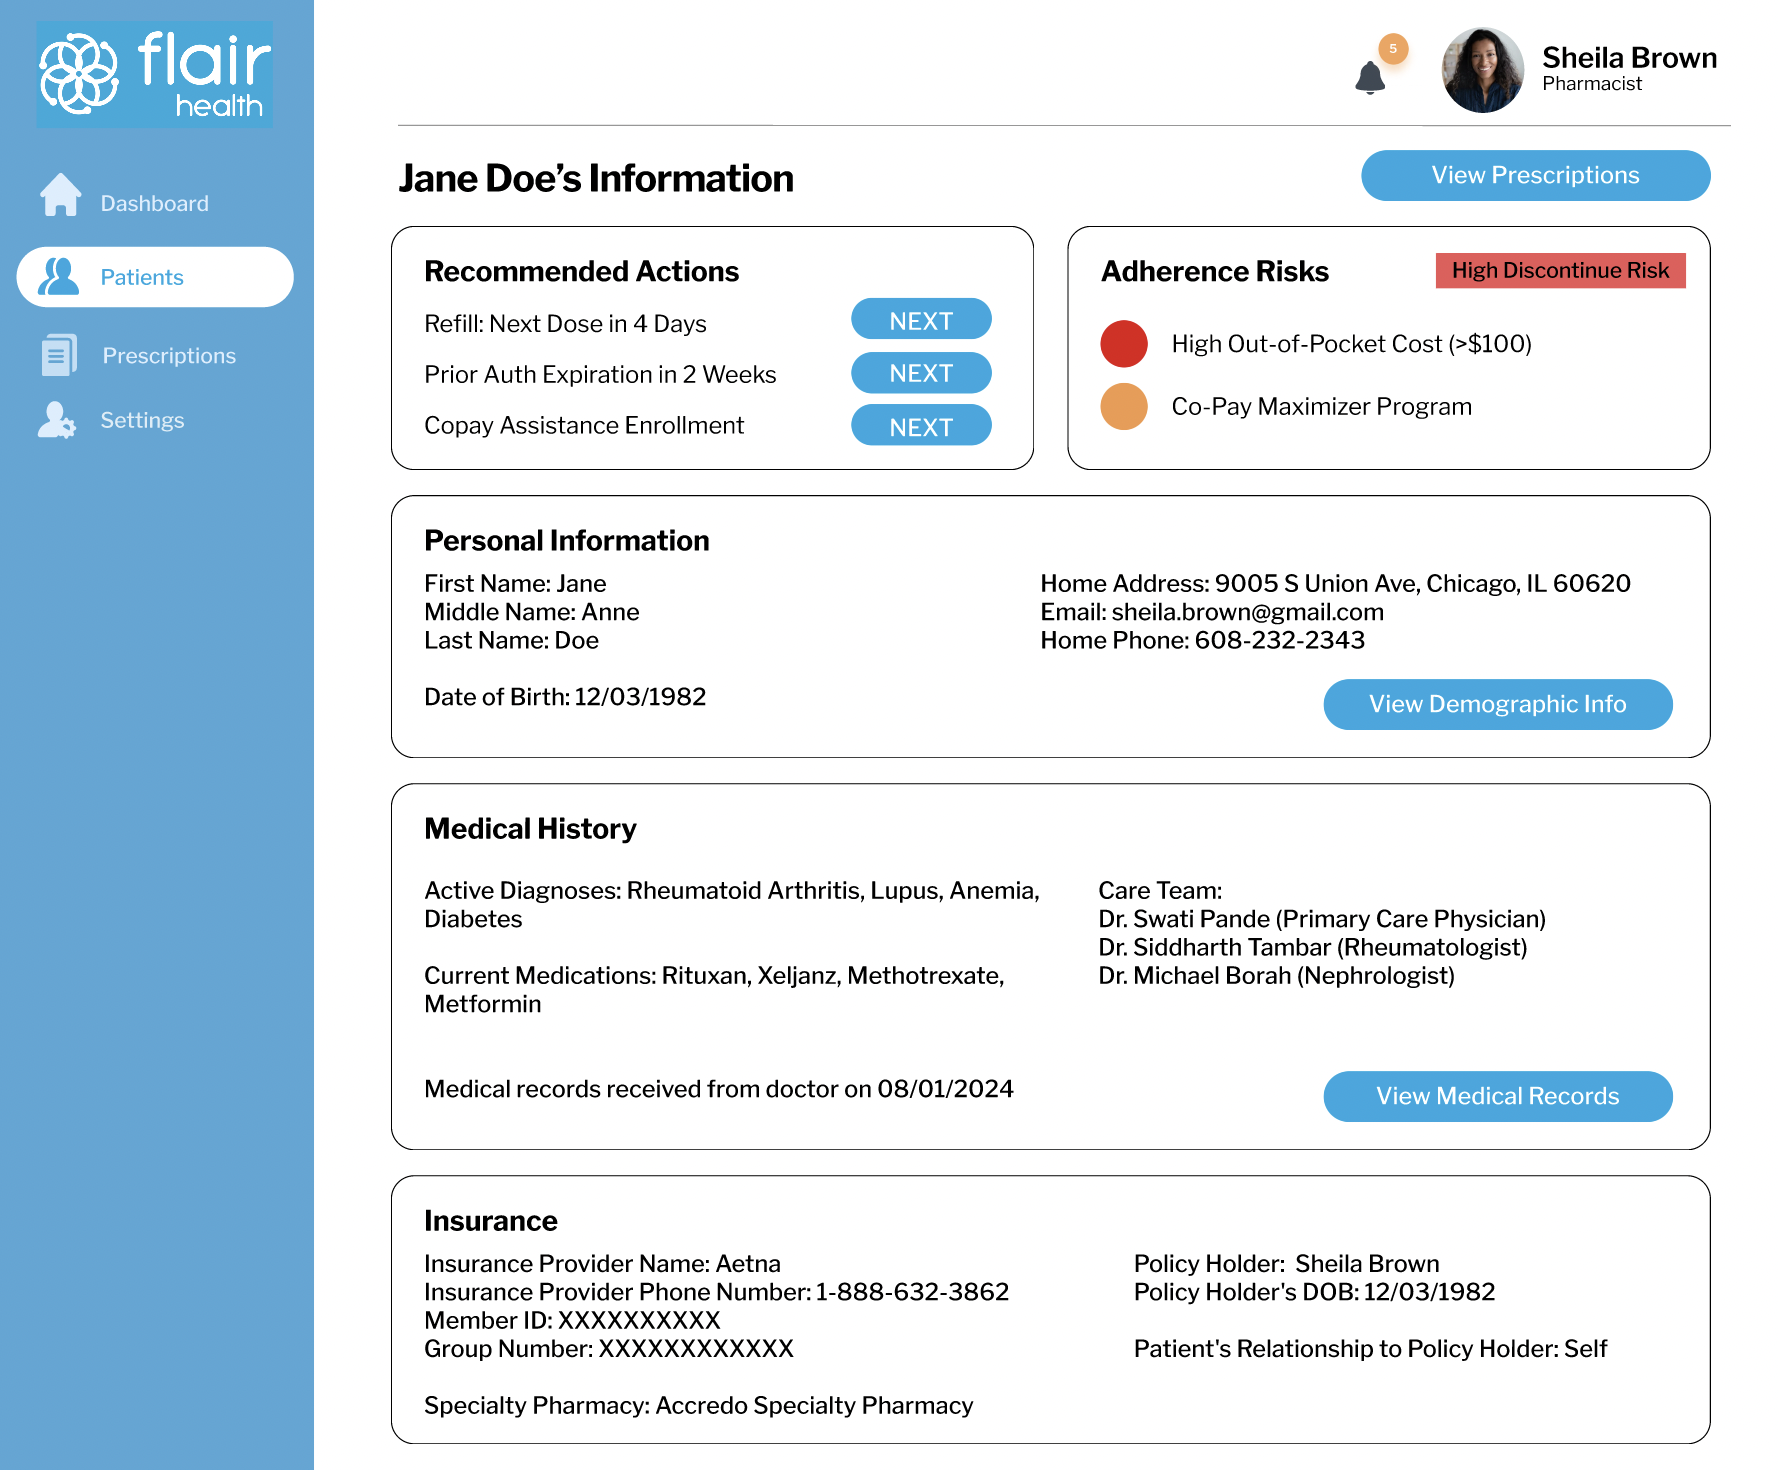 flair
health
5
Sheila Brown
Pharmacist
Dashboard
Patients
Prescriptions
Settings
Jane Doe’s Information
View Prescriptions
Recommended Actions
Refill: Next Dose in 4 Days
NEXT
Prior Auth Expiration in 2 Weeks
NEXT
Copay Assistance Enrollment
NEXT
Adherence Risks
High Discontinue Risk
High Out-of-Pocket Cost (>$100)
Co-Pay Maximizer Program
Personal Information
First Name: Jane
Middle Name: Anne
Last Name: Doe
Date of Birth: 12/03/1982
Home Address: 9005 S Union Ave, Chicago, IL 60620
Email: sheila.brown@gmail.com
Home Phone: 608-232-2343
View Demographic Info
Medical History
Active Diagnoses: Rheumatoid Arthritis, Lupus, Anemia,
Diabetes
Current Medications: Rituxan, Xeljanz, Methotrexate,
Metformin
Medical records received from doctor on 08/01/2024
Care Team:
Dr. Swati Pande (Primary Care Physician)
Dr. Siddharth Tambar (Rheumatologist)
Dr. Michael Borah (Nephrologist)
View Medical Records
Insurance
Insurance Provider Name: Aetna
Insurance Provider Phone Number: 1-888-632-3862
Member ID: XXXXXXXXXX
Group Number: XXXXXXXXXXXX
Specialty Pharmacy: Accredo Specialty Pharmacy
Policy Holder:  Sheila Brown
Policy Holder's DOB: 12/03/1982
Patient's Relationship to Policy Holder: Self